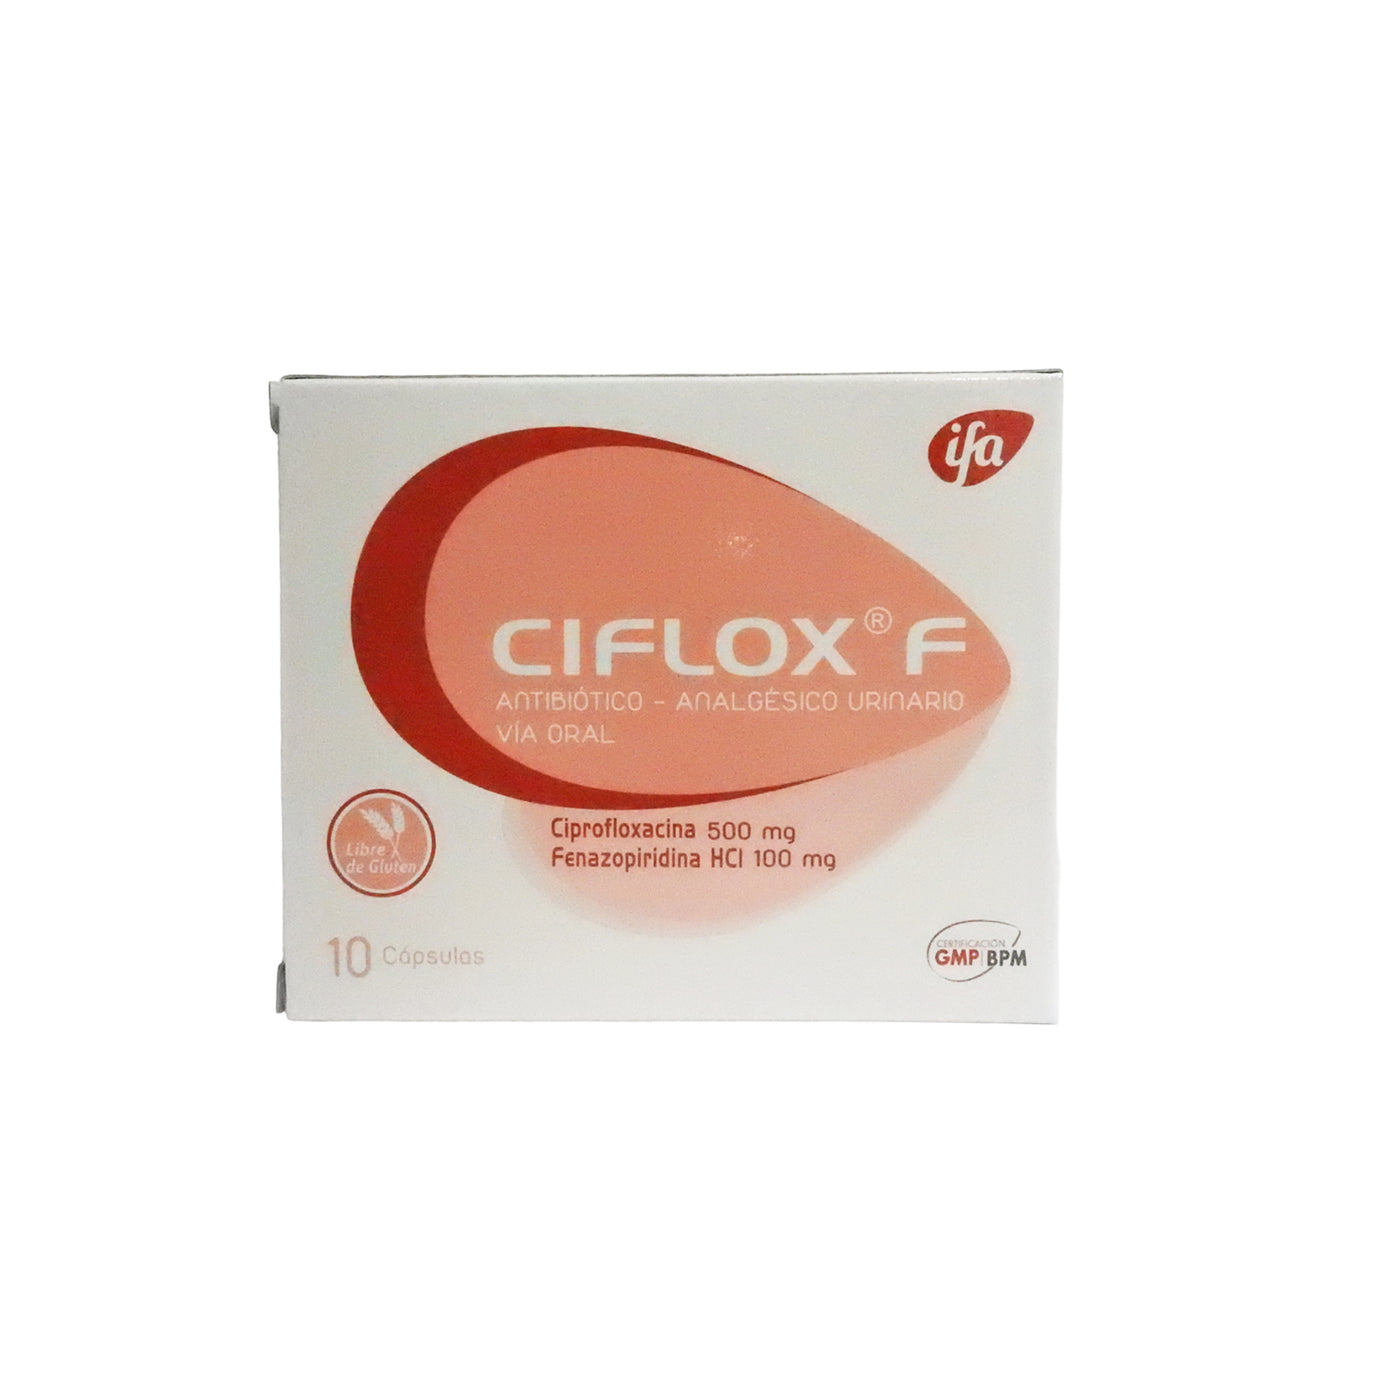 ifa
CIFLOX® F
ANTIBIÓTICO - ANALGÉSICO URINARIO
VÍA ORAL
Ciprofloxacina 500 mg
Fenazopiridina HCl 100 mg
Libre
de Gluten
10 Cápsulas
CERTIFICACIÓN
GMP|BPM